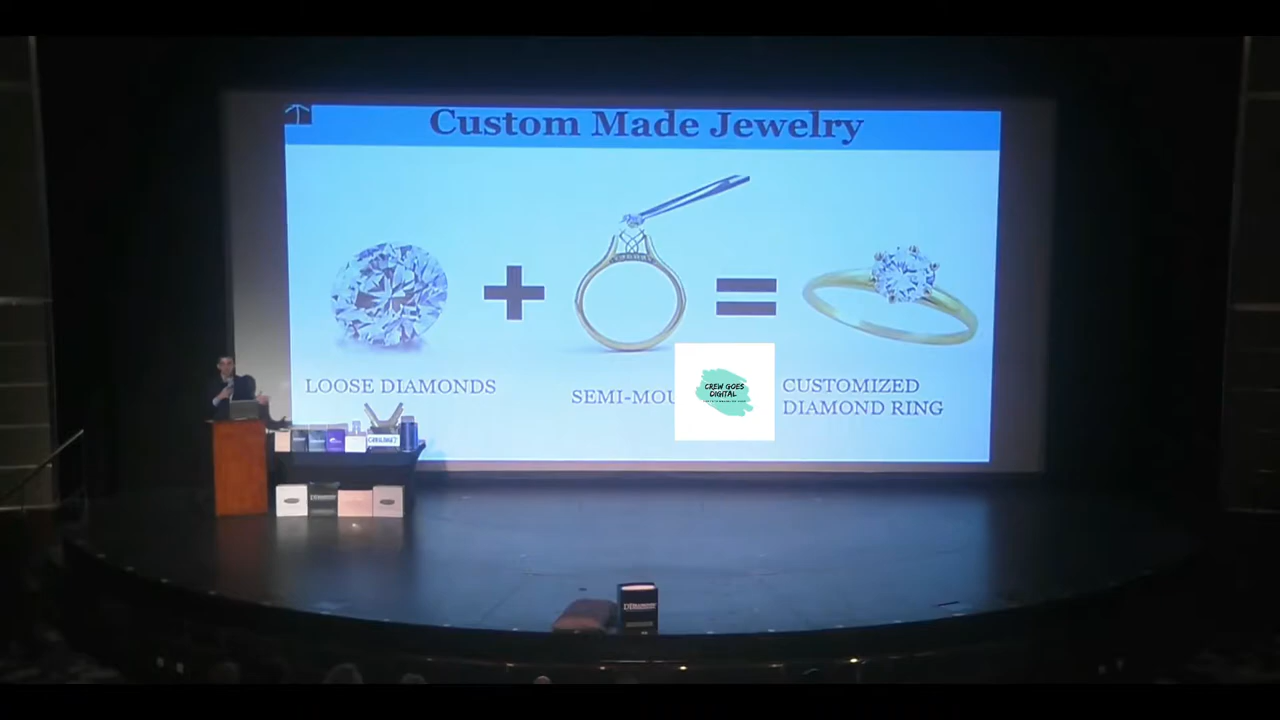 Custom Made Jewelry
LOOSE DIAMONDS
SEMI-MOU
CREW GOES
DIGITAL
CUSTOMIZED
DIAMOND RING